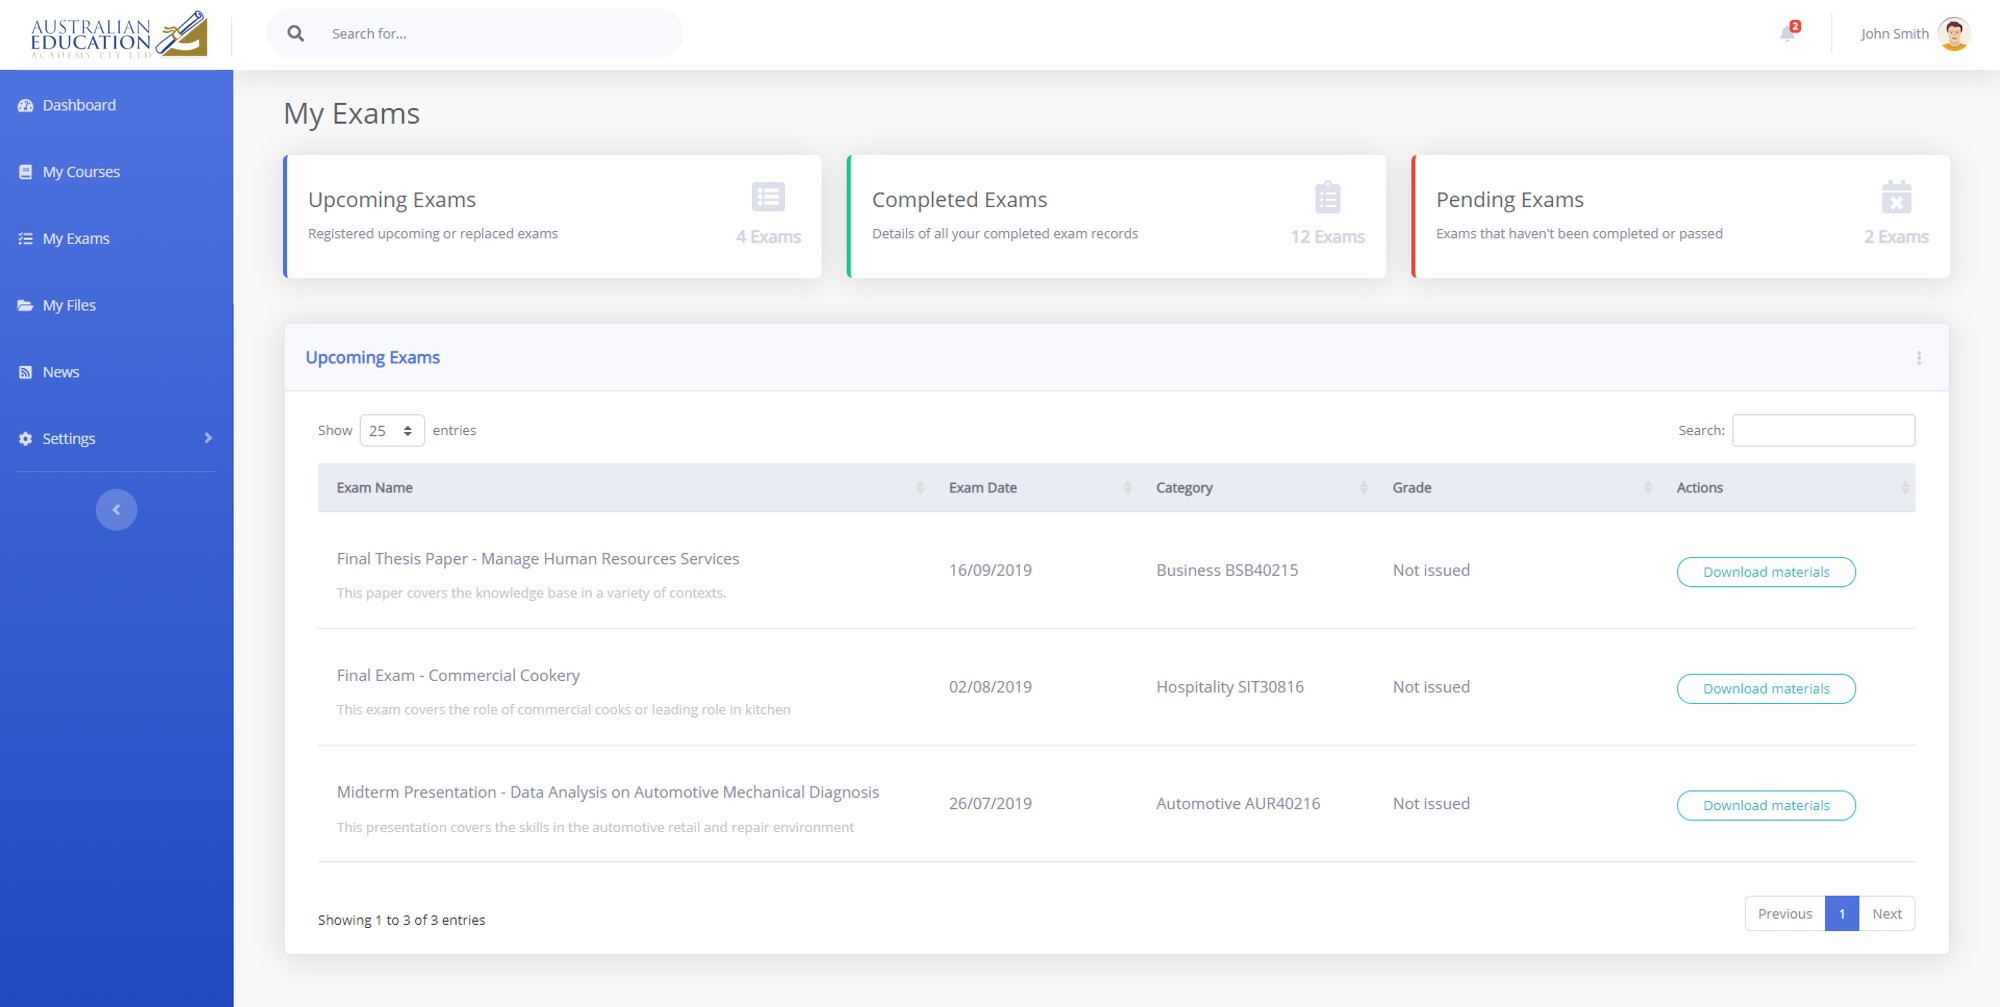 AUSTRALIAN
EDUCATION
ACADEMY PTY LTD
Search for...
2
John Smith
Dashboard
My Courses
My Exams
My Files
News
Settings
My Exams
Upcoming Exams
Registered upcoming or replaced exams
4 Exams
Completed Exams
Details of all your completed exam records
12 Exams
Pending Exams
Exams that haven't been completed or passed
2 Exams
Upcoming Exams
Show 25 entries
Search:
Exam Name Exam Date Category Grade Actions
Final Thesis Paper - Manage Human Resources Services
This paper covers the knowledge base in a variety of contexts.
16/09/2019 Business BSB40215 Not issued Download materials
Final Exam - Commercial Cookery
This exam covers the role of commercial cooks or leading role in kitchen
02/08/2019 Hospitality SIT30816 Not issued Download materials
Midterm Presentation - Data Analysis on Automotive Mechanical Diagnosis
This presentation covers the skills in the automotive retail and repair environment
26/07/2019 Automotive AUR40216 Not issued Download materials
Showing 1 to 3 of 3 entries
Previous 1 Next